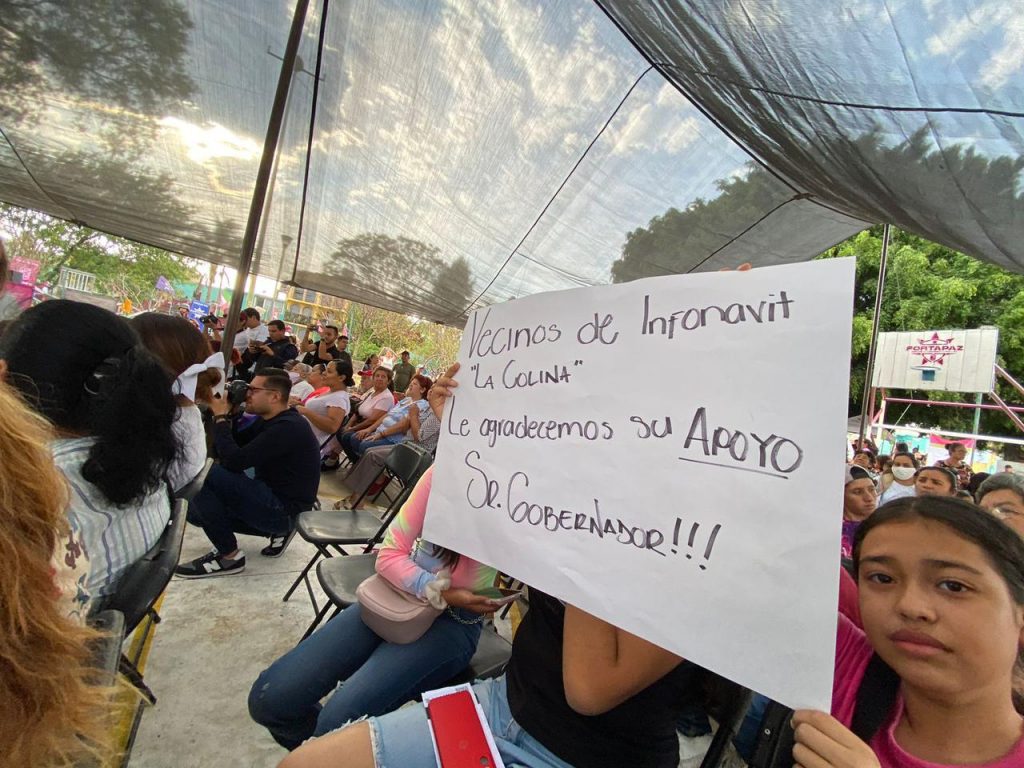 Vecinos de Infonavit
"La Colina"
Le agradecemos su APOYO
Sr. Gobernador!!!
FORTAPAZ